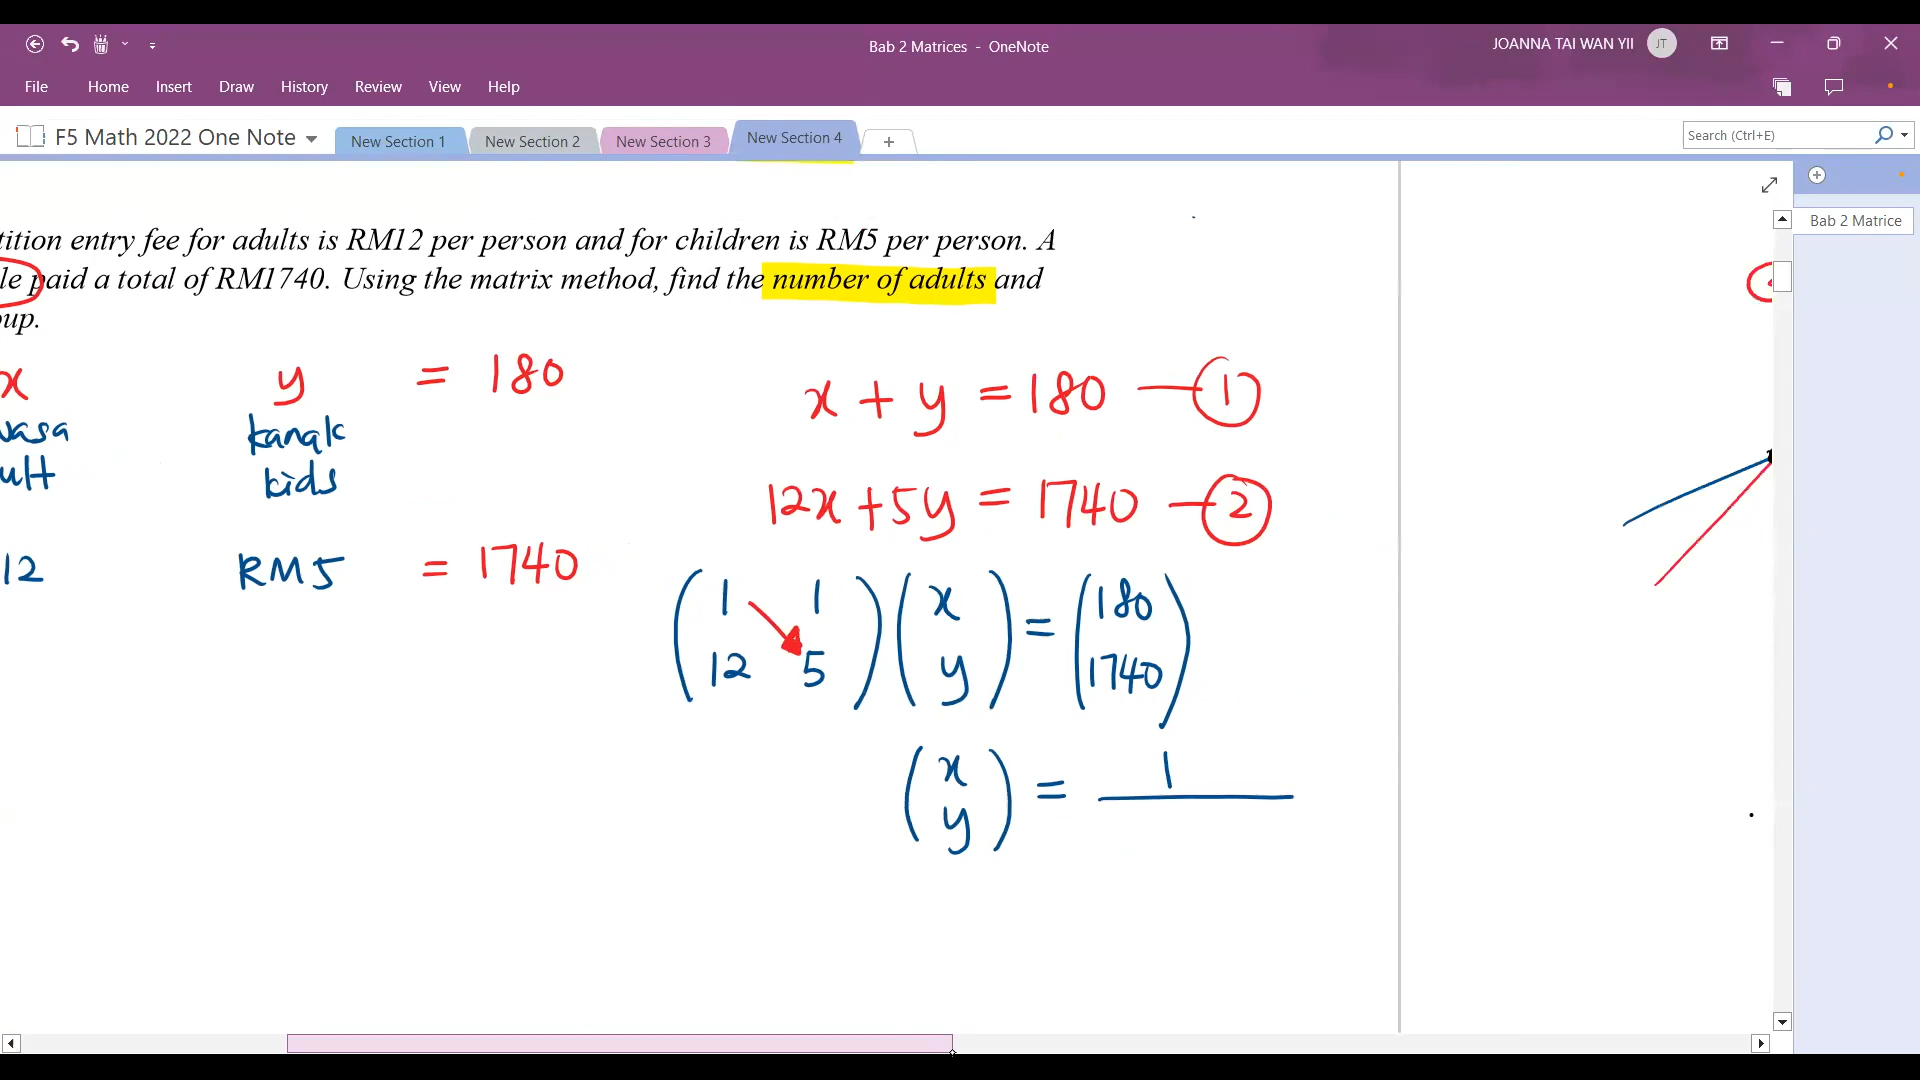 Bab 2 Matrices - OneNote
JOANNA TAI WAN YII
JT
File Home Insert Draw History Review View Help
F5 Math 2022 One Note
New Section 1
New Section 2
New Section 3
New Section 4
+
Search (Ctrl+E)
Bab 2 Matrice
tition entry fee for adults is RM12 per person and for children is RM5 per person. A
le paid a total of RM1740. Using the matrix method, find the number of adults and
oup.
x y = 180
wasa kanak
ult kids
12 RM5 = 1740
x + y = 180 — 1
12x + 5y = 1740 — 2
( 1 1 ) ( x ) = ( 180 )
( 12 5 ) ( y ) ( 1740 )
( x ) = 1
( y )